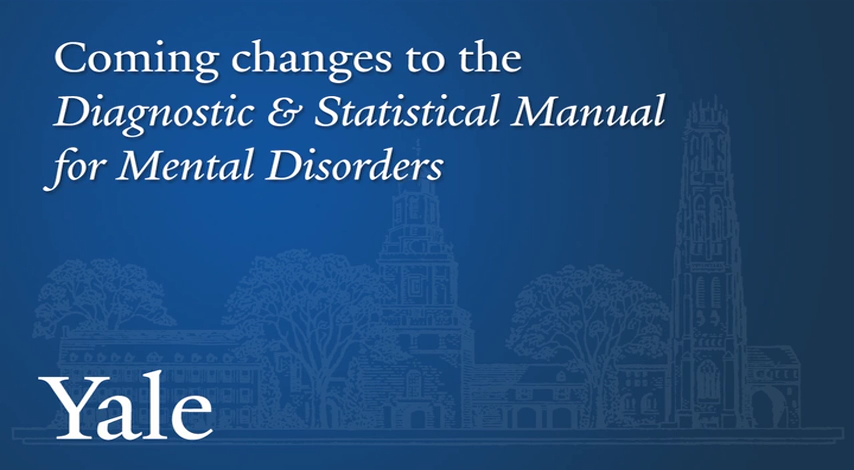 Coming changes to the
Diagnostic & Statistical Manual
for Mental Disorders
Yale